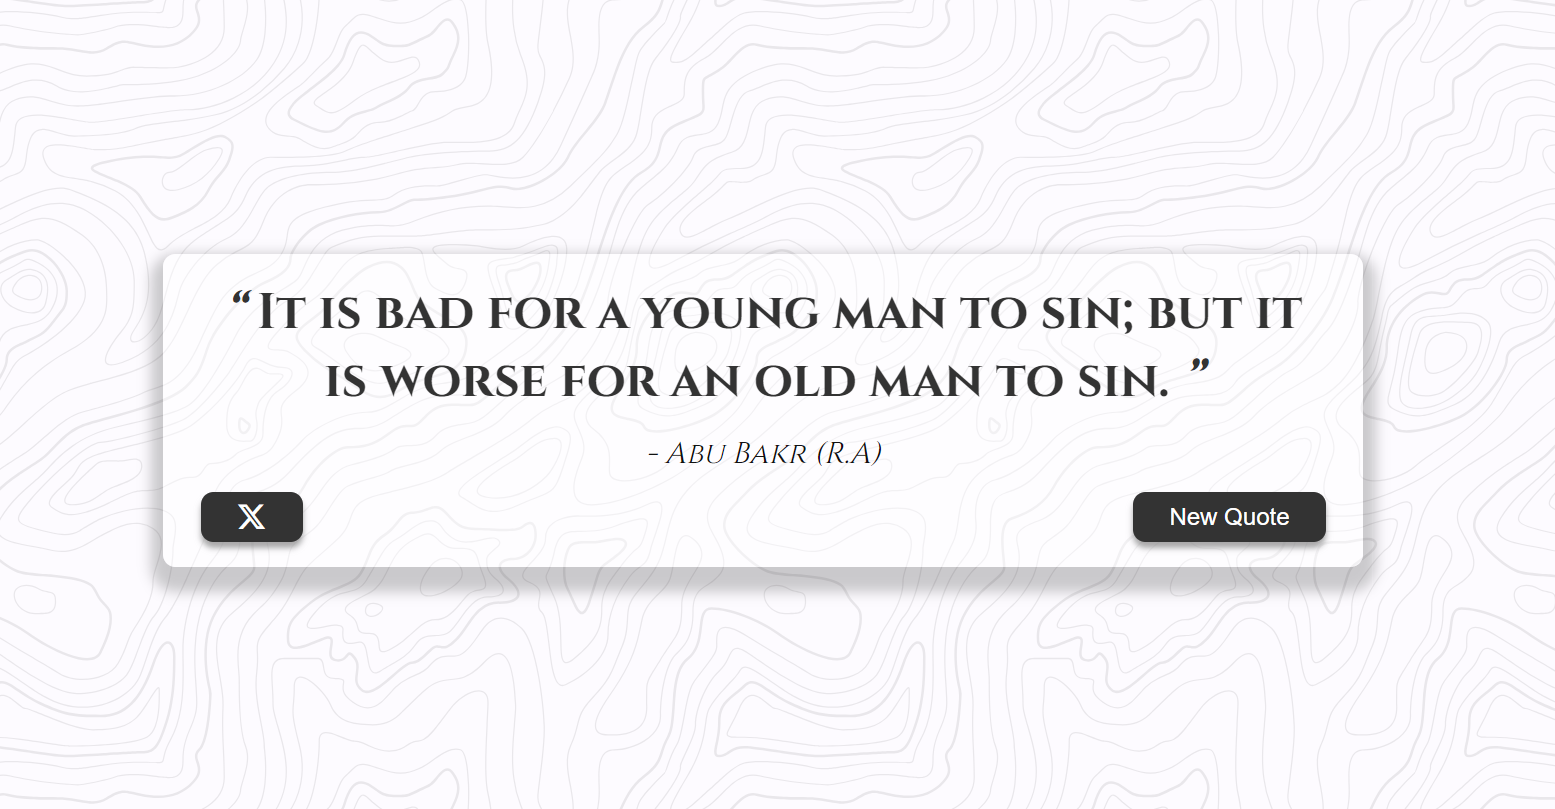 “ It is bad for a young man to sin; but it
is worse for an old man to sin. ”
- Abu Bakr (R.A)
X
New Quote